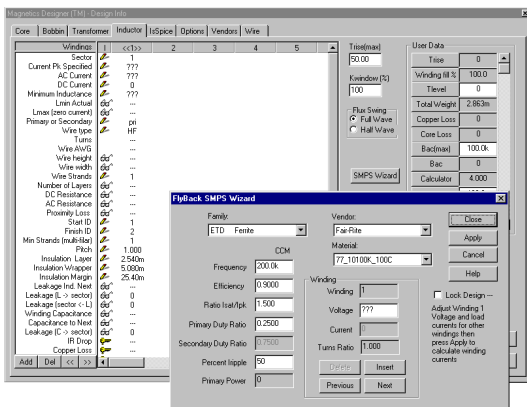 Magnetics Designer (TM) - Design Info
Core Bobbin Transformer Inductor IsSpice Options Vendors Wire
Windings I <<1>> 2 3 4 5
Sector 1
Current Pk Specified ???
AC Current ???
DC Current 0
Minimum Inductance ???
Lmin Actual ...
Lmax (zero current) ...
Primary or Secondary pri
Wire type HF
Turns ...
Wire AWG ...
Wire height ...
Wire width ...
Wire Strands 1
Number of Layers ...
DC Resistance ...
AC Resistance ...
Proximity Loss ...
Start ID 1
Finish ID 2
Min Strands (multi-filar) 1
Pitch 1.000
Insulation Layer 2.540m
Insulation Wrapper 5.080m
Insulation Margin 25.40m
Leakage Ind. Next ...
Leakage (L -> sector) 0
Leakage (sector <- L) 0
Winding Capacitance ...
Capacitance to Next ...
Leakage (C -> sector) 0
IR Drop ...
Copper Loss ...
Add Del << >>
Trise(max)
50.00
Kwindow (%)
100
Flux Swing
Full Wave
Half Wave
SMPS Wizard
User Data
Trise 0
Winding fill % 100.0
Tlevel 0
Total Weight 2.863m
Copper Loss 0
Core Loss 0
Bac(max) 100.0k
Bac 0
Calculator 4.000
FlyBack SMPS Wizard
Family:
ETD Ferrite
Vendor:
Fair-Rite
Material:
77_10100K_100C
CCM
Frequency 200.0k
Efficiency 0.9000
Ratio Isat/Ipk 1.500
Primary Duty Ratio 0.2500
Secondary Duty Ratio 0.7500
Percent Iripple 50
Primary Power 0
Winding
Winding 1
Voltage ???
Current 0
Turns Ratio 1.000
Delete Insert
Previous Next
Close
Apply
Cancel
Help
Lock Design ---
Adjust Winding 1
Voltage and load
currents for other
windings then
press Apply to
calculate winding
currents